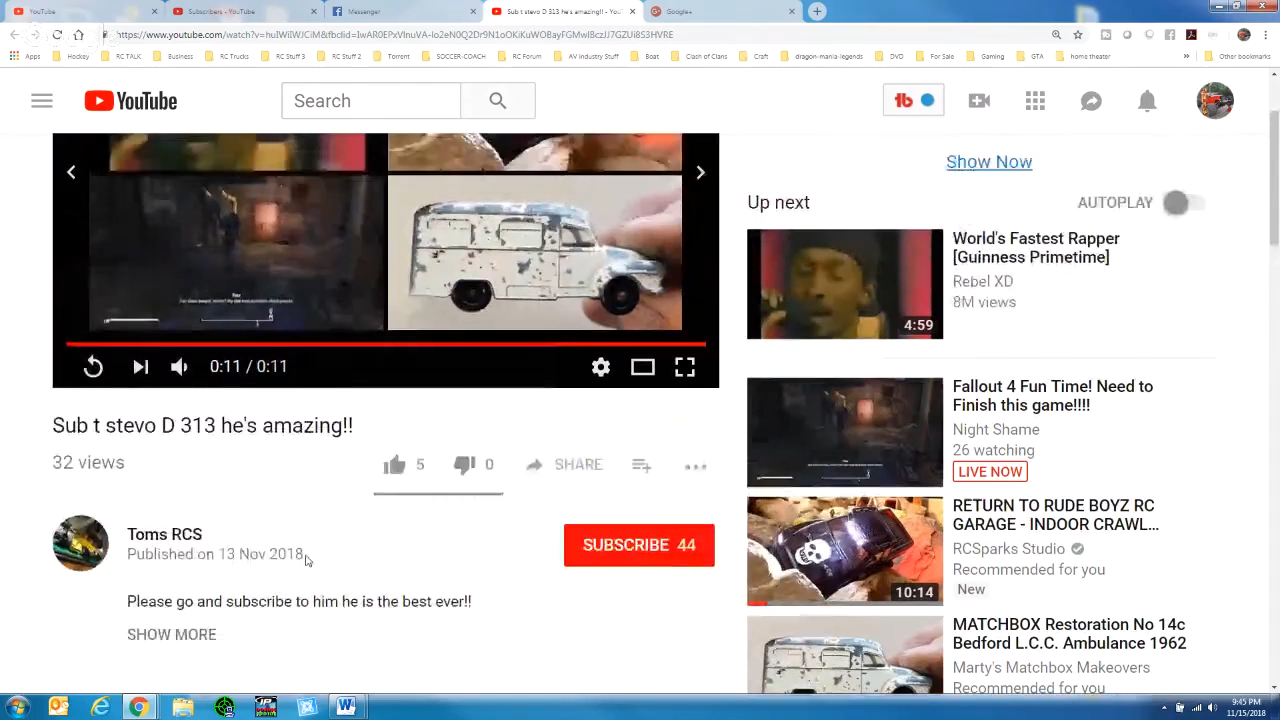 YouTube
Subscribers - YouTube
Messenger
Sub t stevo D 313 he's amazing!! - You
Google+
Apps
Hockey
RC TALK
Business
RC Trucks
RC Stuff 3
Torrent
SOCCER-COACH
RC Forum
AV industry Stuff
Boat
Clash of Clans
Craft
dragon-mania-legends
DVD
For Sale
Gaming
GTA
home theater
»
Other bookmarks
YouTube
Search
tb
Show Now
Up next
AUTOPLAY
World's Fastest Rapper
[Guinness Primetime]
Rebel XD
8M views
4:59
0:11 / 0:11
Fallout 4 Fun Time! Need to
Finish this game!!!!
Night Shame
26 watching
LIVE NOW
Sub t stevo D 313 he's amazing!!
32 views
5
0
SHARE
RETURN TO RUDE BOYZ RC
GARAGE - INDOOR CRAWL...
RCSparks Studio
Recommended for you
New
10:14
Toms RCS
Published on 13 Nov 2018
SUBSCRIBE 44
Please go and subscribe to him he is the best ever!!
SHOW MORE
MATCHBOX Restoration No 14c
Bedford L.C.C. Ambulance 1962
Marty's Matchbox Makeovers
Recommended for you
9:45 PM
11/15/2018